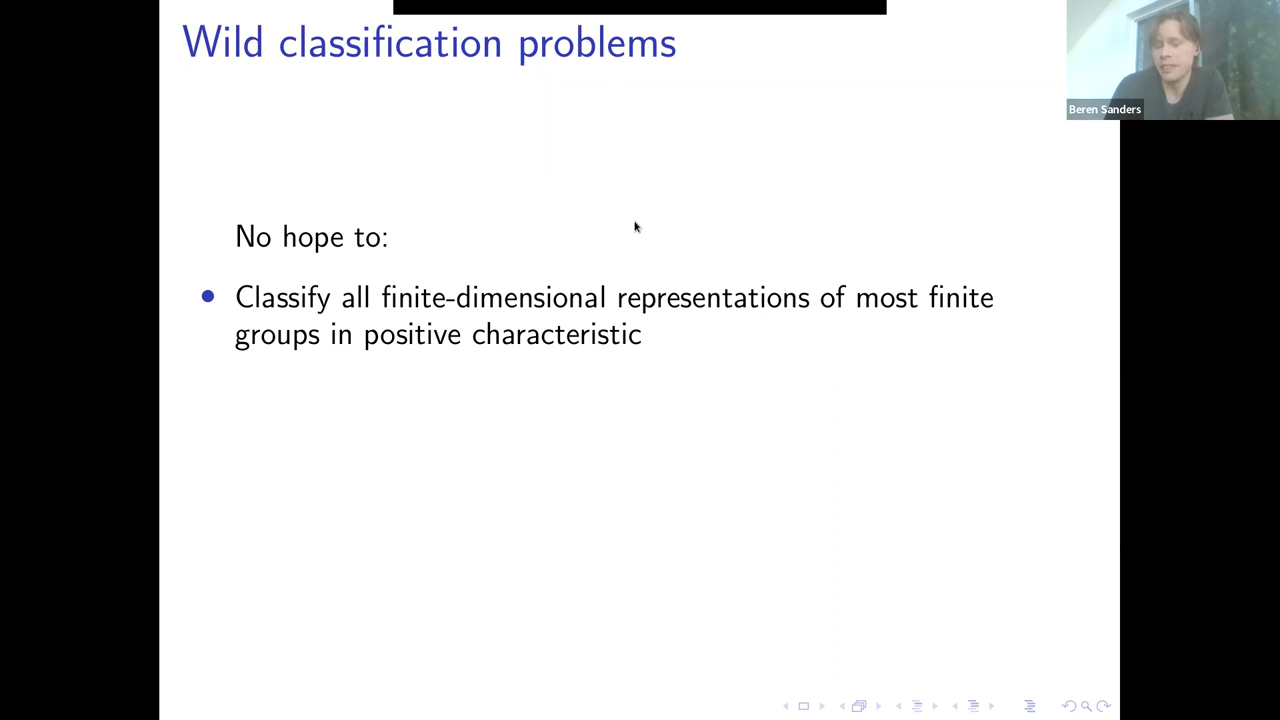 Wild classification problems
Beren Sanders
No hope to:
Classify all finite-dimensional representations of most finite
groups in positive characteristic